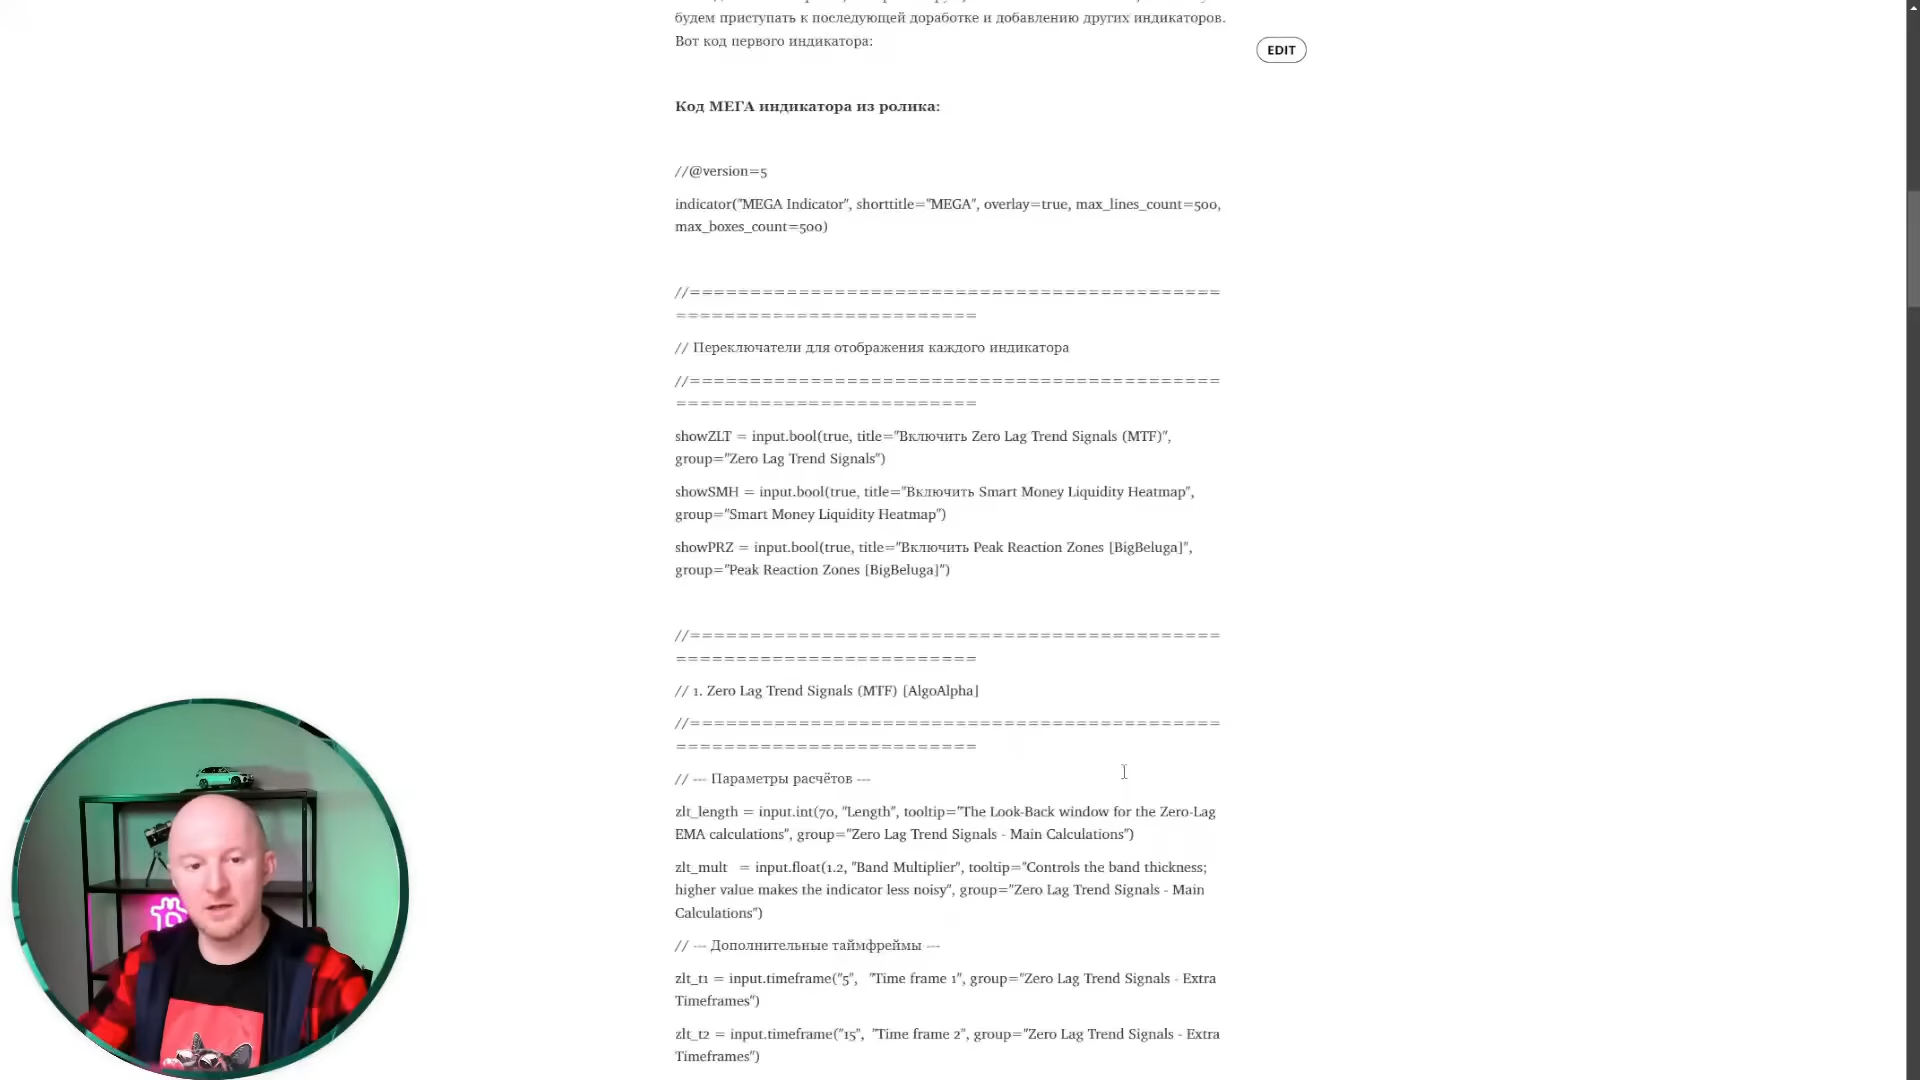 будем приступать к последующей доработке и добавлению других индикаторов.
Вот код первого индикатора:
EDIT
Код МЕГА индикатора из ролика:
//@version=5
indicator("MEGA Indicator", shorttitle="MEGA", overlay=true, max_lines_count=500,
max_boxes_count=500)
//============================================
=========================
// Переключатели для отображения каждого индикатора
//============================================
=========================
showZLT = input.bool(true, title="Включить Zero Lag Trend Signals (MTF)",
group="Zero Lag Trend Signals")
showSMH = input.bool(true, title="Включить Smart Money Liquidity Heatmap",
group="Smart Money Liquidity Heatmap")
showPRZ = input.bool(true, title="Включить Peak Reaction Zones [BigBeluga]",
group="Peak Reaction Zones [BigBeluga]")
//============================================
=========================
// 1. Zero Lag Trend Signals (MTF) [AlgoAlpha]
//============================================
=========================
// --- Параметры расчётов ---
zlt_length = input.int(70, "Length", tooltip="The Look-Back window for the Zero-Lag
EMA calculations", group="Zero Lag Trend Signals - Main Calculations")
zlt_mult   = input.float(1.2, "Band Multiplier", tooltip="Controls the band thickness;
higher value makes the indicator less noisy", group="Zero Lag Trend Signals - Main
Calculations")
// --- Дополнительные таймфреймы ---
zlt_t1 = input.timeframe("5",   "Time frame 1", group="Zero Lag Trend Signals - Extra
Timeframes")
zlt_t2 = input.timeframe("15",  "Time frame 2", group="Zero Lag Trend Signals - Extra
Timeframes")